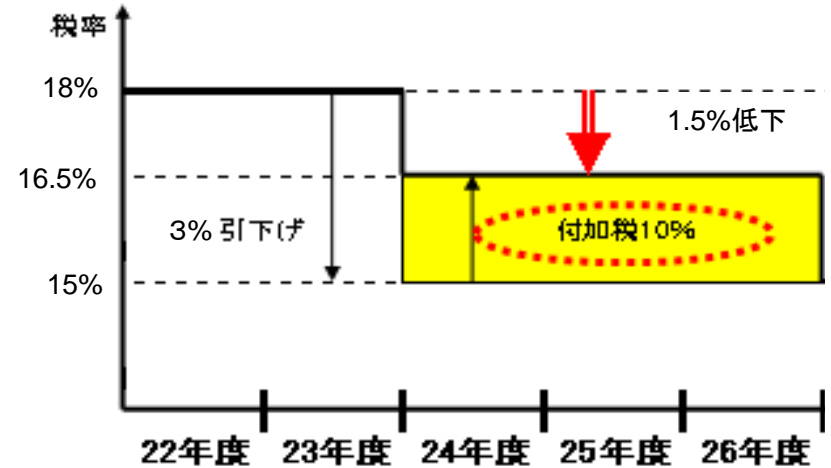 税率
18%
1.5%低下
16.5%
3% 引下げ
付加税10%
15%
22年度 23年度 24年度 25年度 26年度